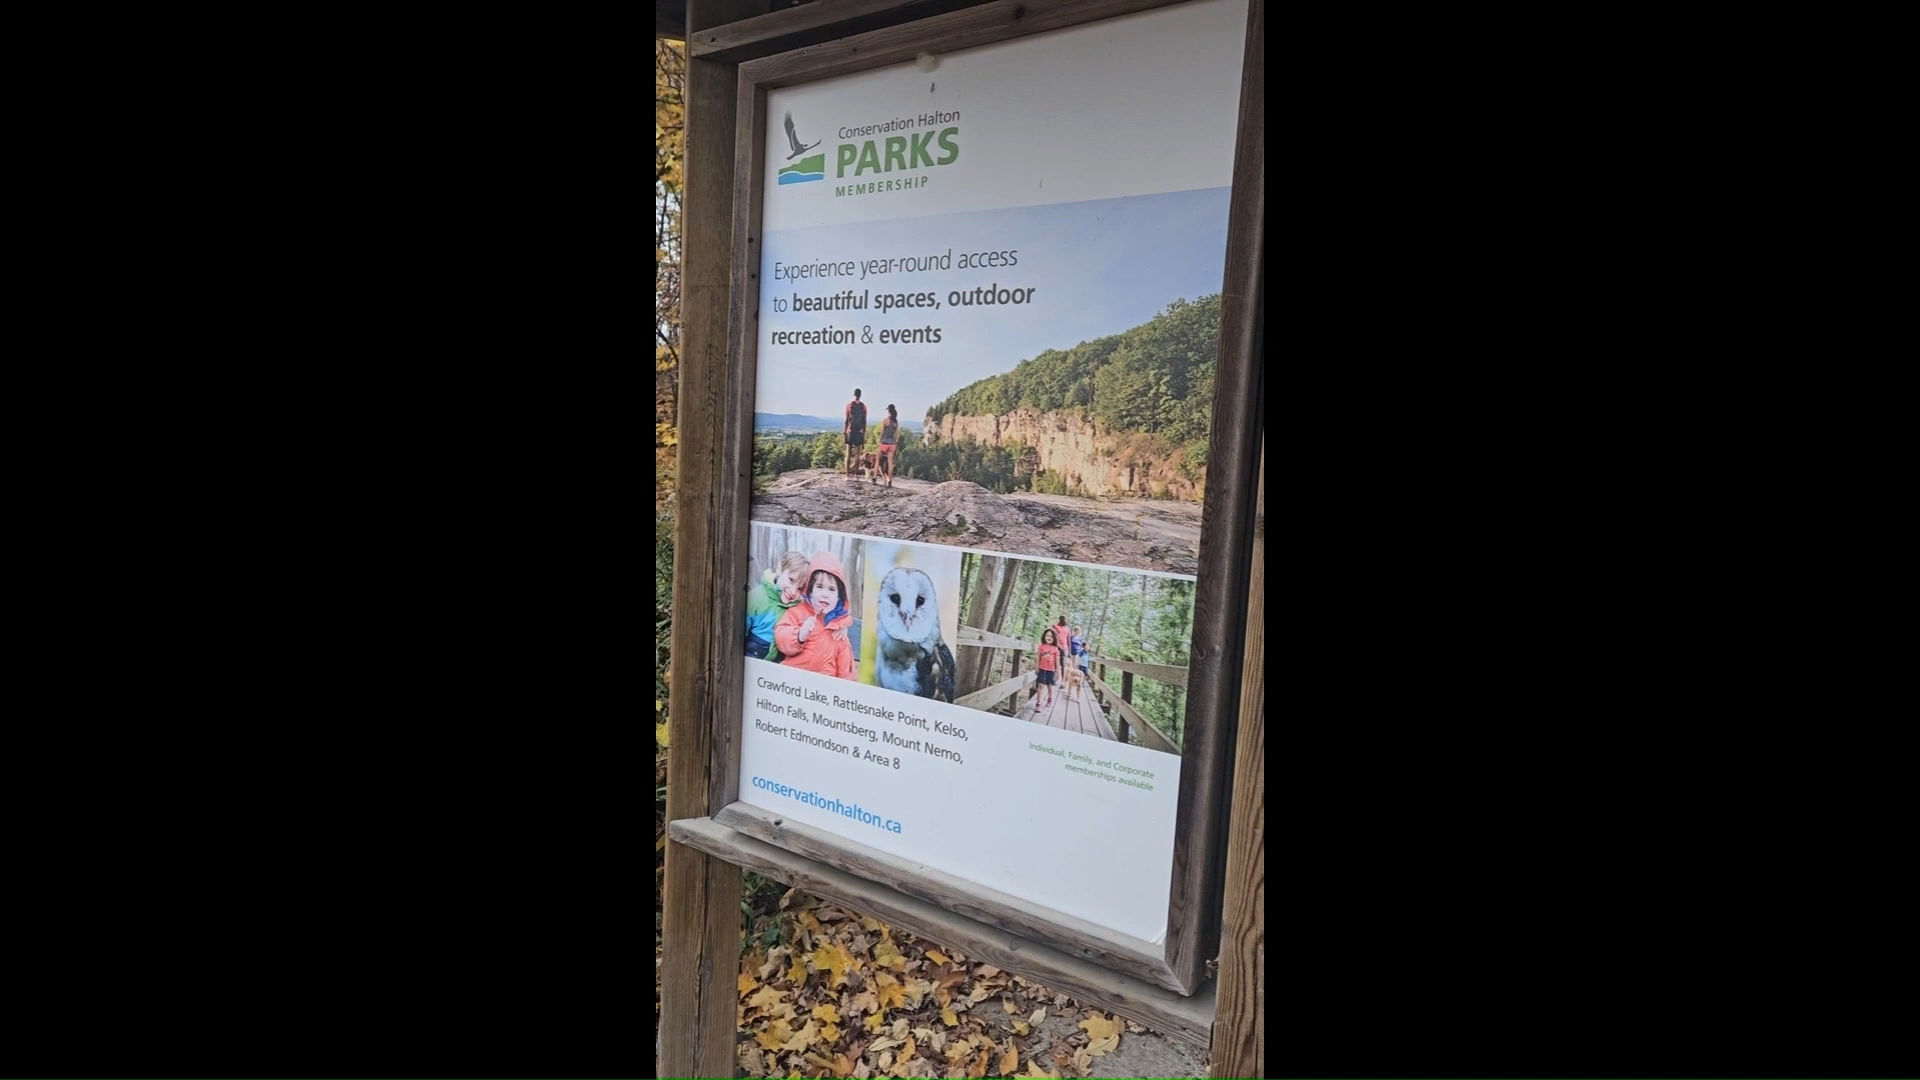 Conservation Halton
PARKS
MEMBERSHIP
Experience year-round access
to beautiful spaces, outdoor
recreation & events
Crawford Lake, Rattlesnake Point, Kelso,
Hilton Falls, Mountsberg, Mount Nemo,
Robert Edmondson & Area 8
Individual, Family, and Corporate
memberships available
conservationhalton.ca